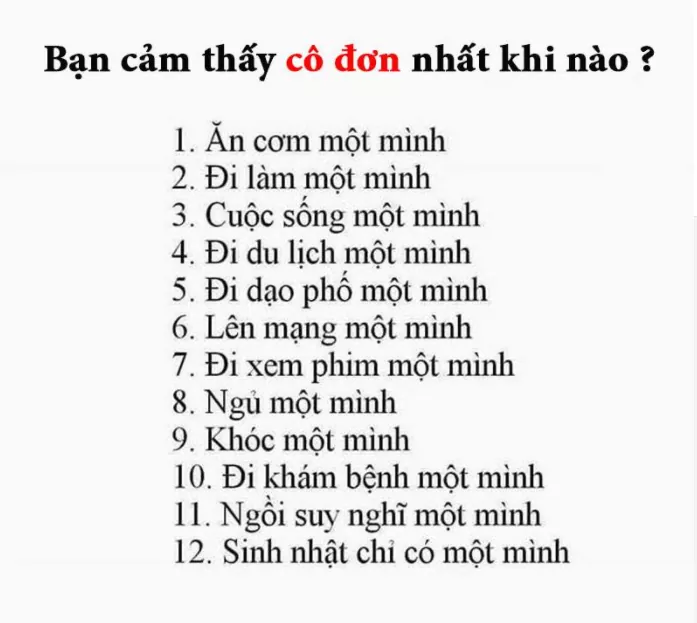 Bạn cảm thấy cô đơn nhất khi nào ?
1. Ăn cơm một mình
2. Đi làm một mình
3. Cuộc sống một mình
4. Đi du lịch một mình
5. Đi dạo phố một mình
6. Lên mạng một mình
7. Đi xem phim một mình
8. Ngủ một mình
9. Khóc một mình
10. Đi khám bệnh một mình
11. Ngồi suy nghĩ một mình
12. Sinh nhật chỉ có một mình